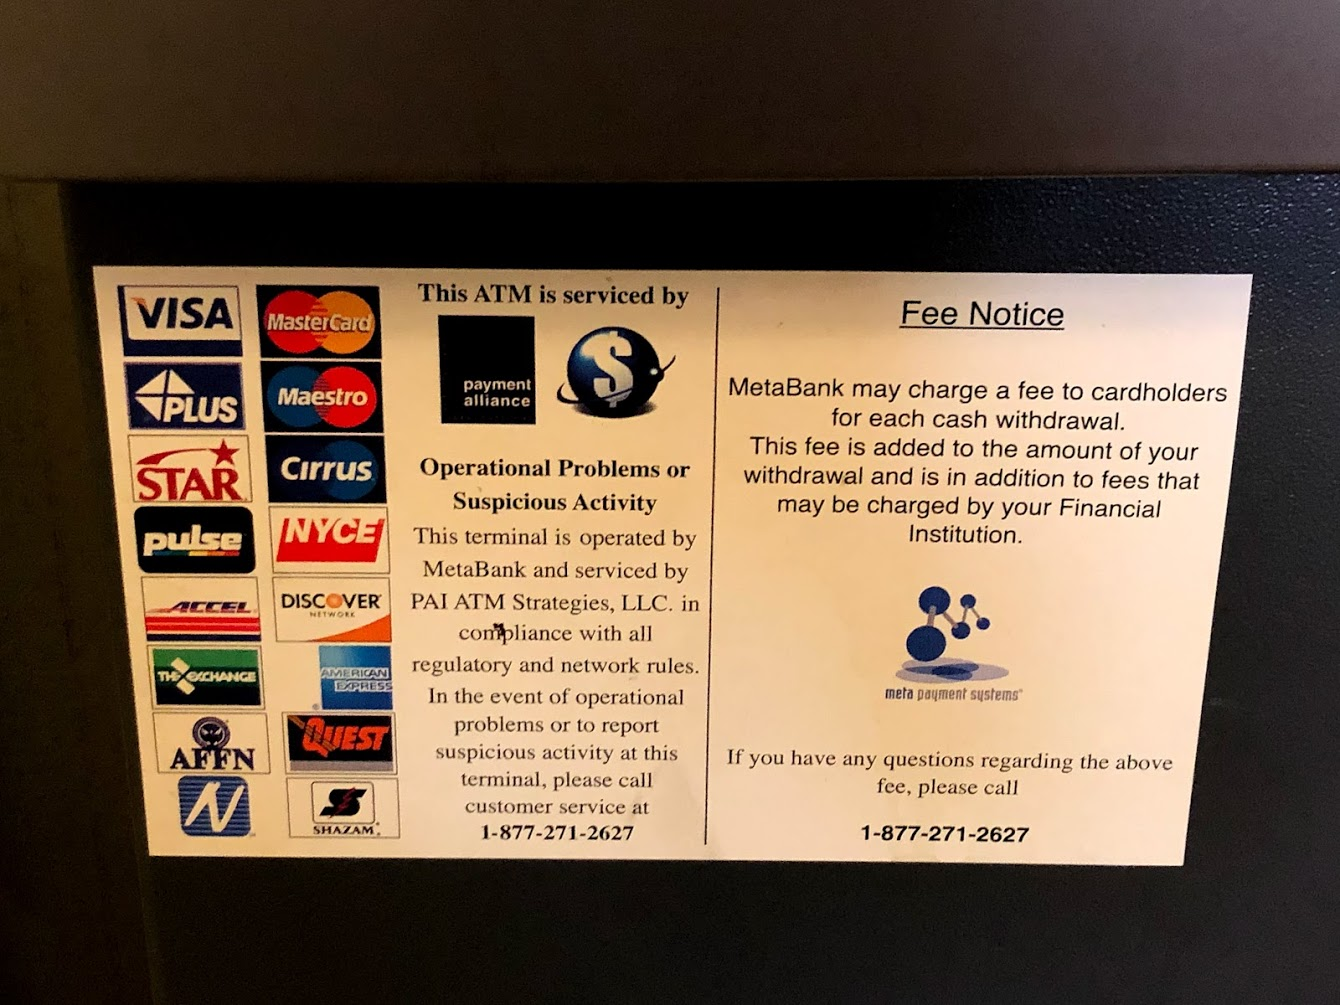 VISA
MasterCard
PLUS
Maestro
STAR
Cirrus
pulse
NYCE
ACCEL
DISCOVER
NETWORK
THE EXCHANGE
AMERICAN
EXPRESS
AFFN
QUEST
N
SHAZAM
This ATM is serviced by
payment
alliance
$
Operational Problems or
Suspicious Activity
This terminal is operated by
MetaBank and serviced by
PAI ATM Strategies, LLC. in
compliance with all
regulatory and network rules.
In the event of operational
problems or to report
suspicious activity at this
terminal, please call
customer service at
1-877-271-2627
Fee Notice
MetaBank may charge a fee to cardholders
for each cash withdrawal.
This fee is added to the amount of your
withdrawal and is in addition to fees that
may be charged by your Financial
Institution.
meta payment systems
If you have any questions regarding the above
fee, please call
1-877-271-2627